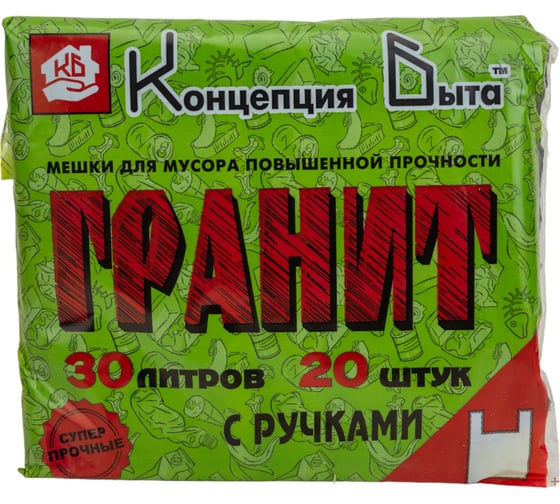 КБ
Концепция Быта™
МЕШКИ ДЛЯ МУСОРА ПОВЫШЕННОЙ ПРОЧНОСТИ
ГРАНИТ
30 ЛИТРОВ 20 ШТУК
С РУЧКАМИ
СУПЕР
ПРОЧНЫЕ